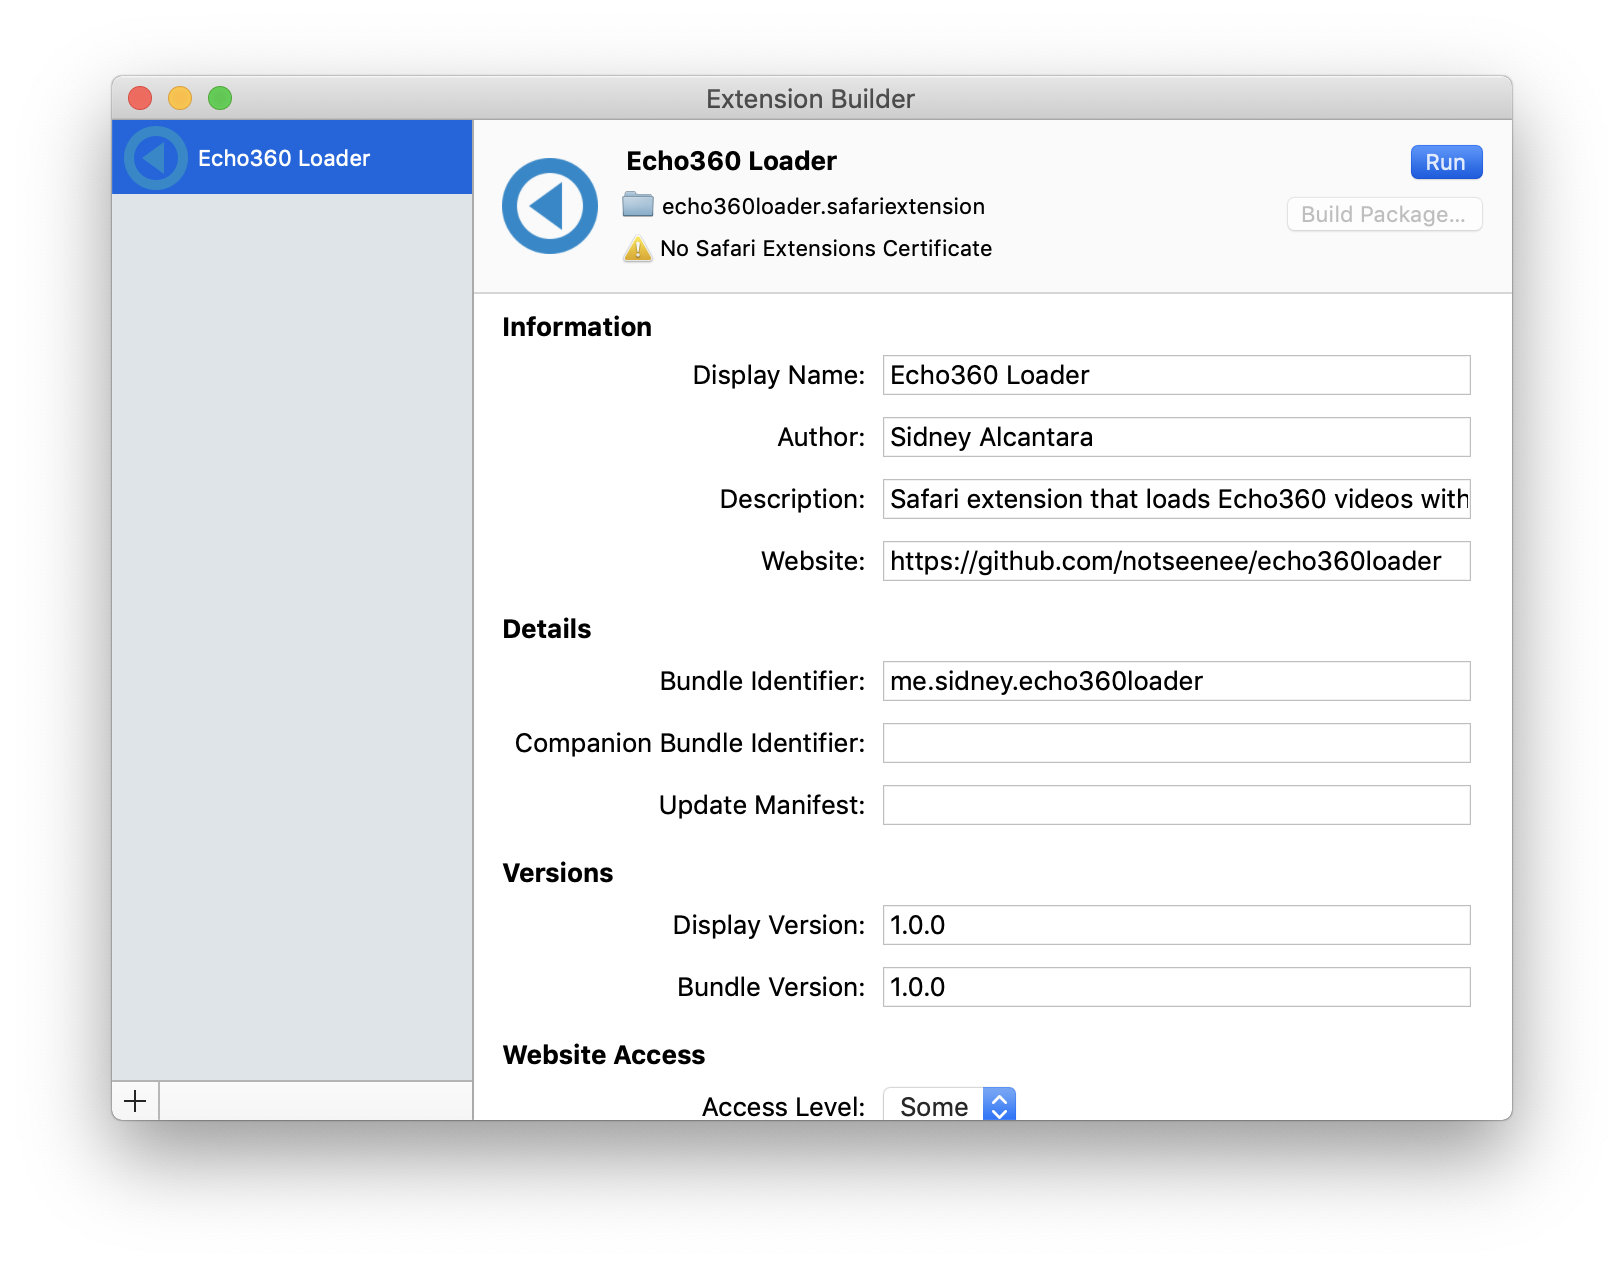 Extension Builder
Echo360 Loader
Echo360 Loader
Run
echo360loader.safariextension
Build Package...
No Safari Extensions Certificate
Information
Display Name: Echo360 Loader
Author: Sidney Alcantara
Description: Safari extension that loads Echo360 videos with
Website: https://github.com/notseenee/echo360loader
Details
Bundle Identifier: me.sidney.echo360loader
Companion Bundle Identifier:
Update Manifest:
Versions
Display Version: 1.0.0
Bundle Version: 1.0.0
Website Access
Access Level: Some